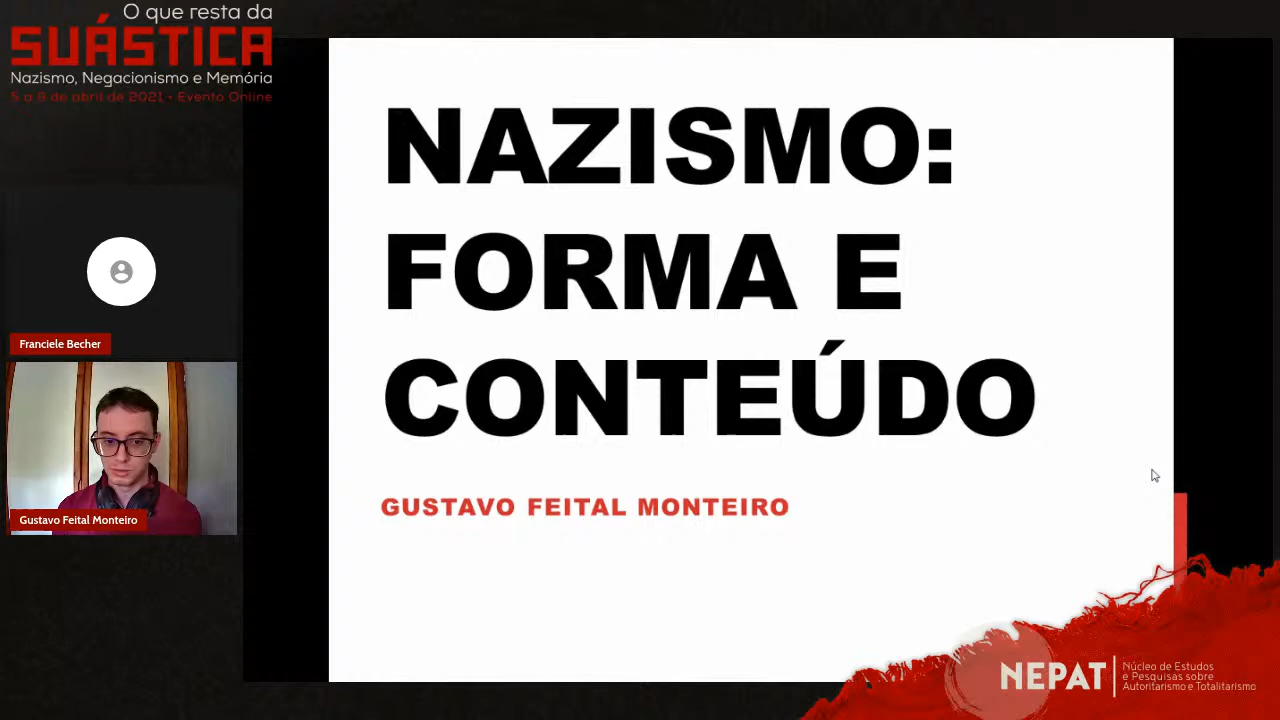 O que resta da
SUÁSTICA
Nazismo, Negacionismo e Memória
5 a 8 de abril de 2021 • Evento Online
NAZISMO:
FORMA E
CONTEÚDO
GUSTAVO FEITAL MONTEIRO
Franciele Becher
Gustavo Feital Monteiro
NEPAT
Núcleo de Estudos
e Pesquisas sobre
Autoritarismo e Totalitarismo